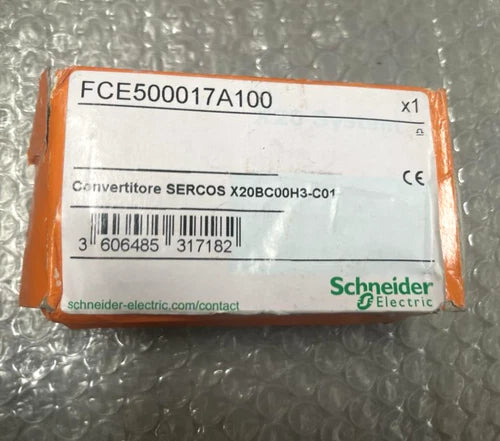 FCE500017A100
x1
CE
Convertitore SERCOS X20BC00H3-C01
3 606485 317182
Schneider
Electric
schneider-electric.com/contact